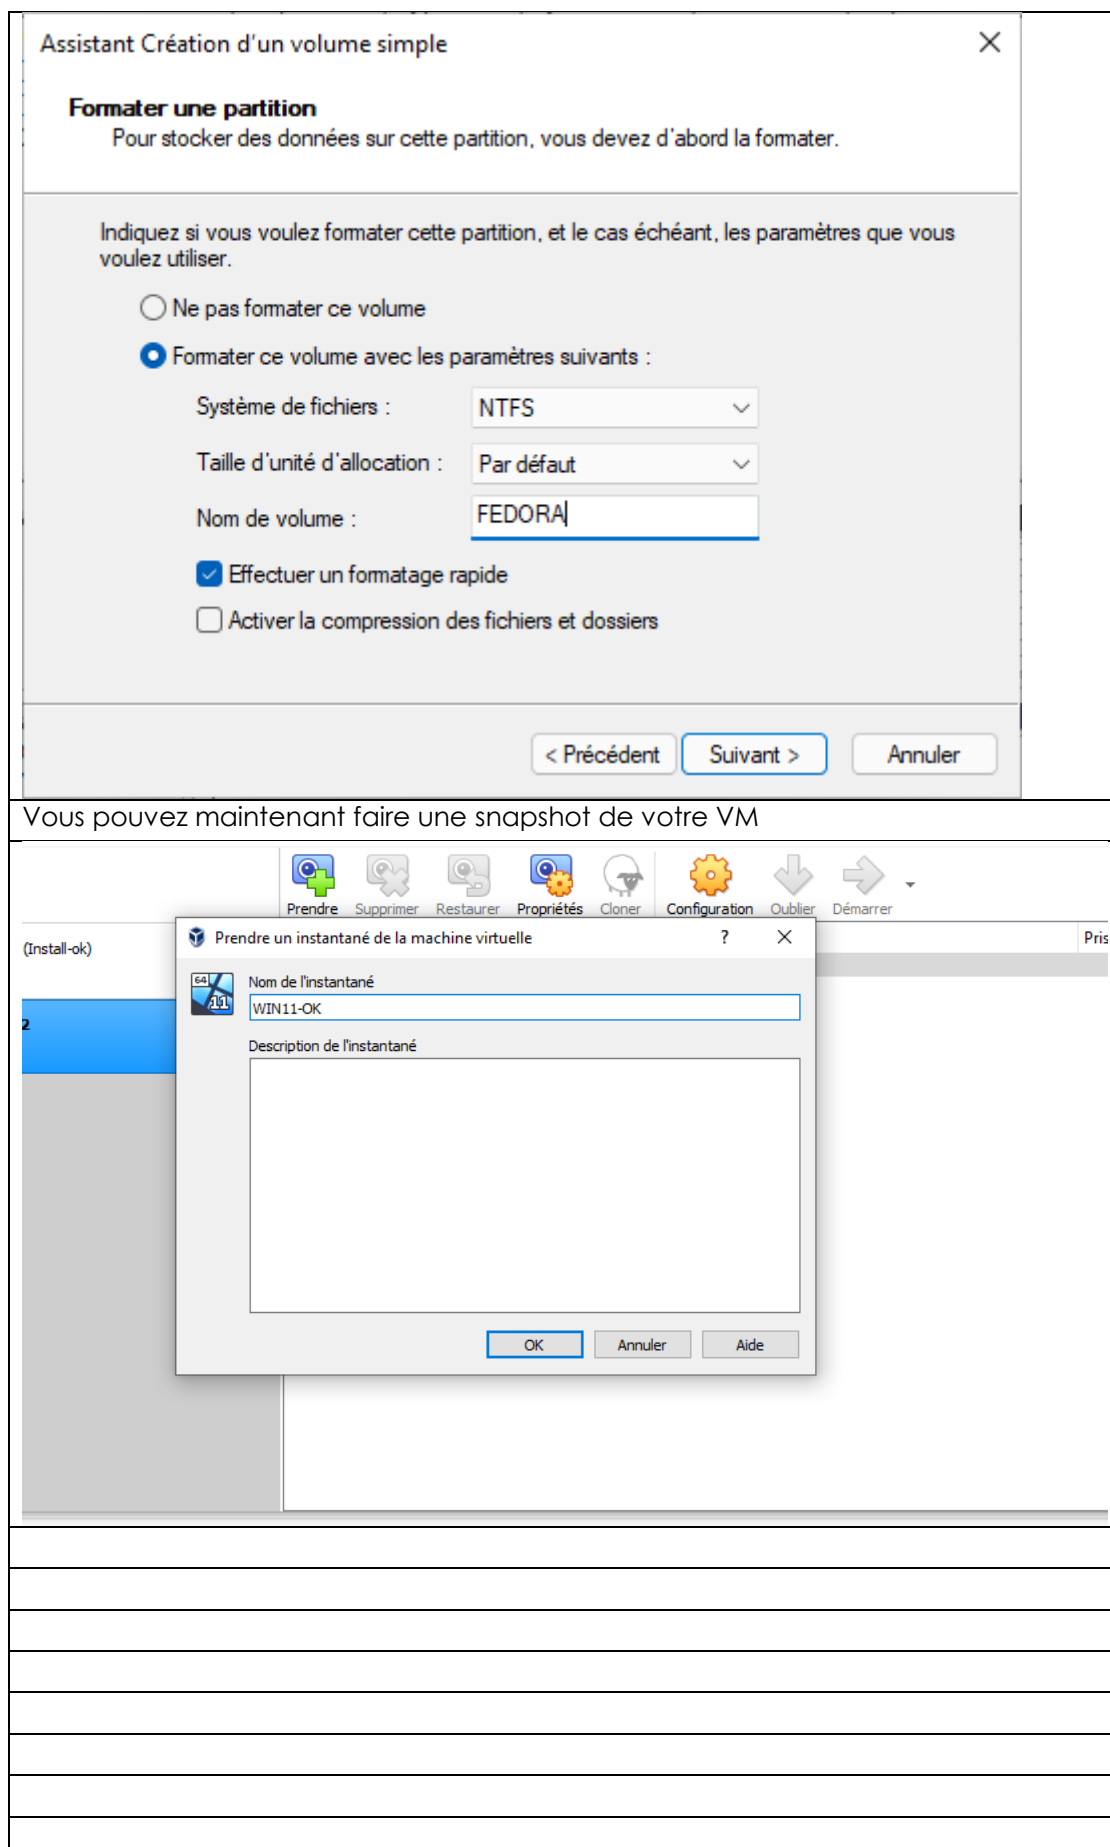 Assistant Création d'un volume simple
Formater une partition
Pour stocker des données sur cette partition, vous devez d'abord la formater.
Indiquez si vous voulez formater cette partition, et le cas échéant, les paramètres que vous
voulez utiliser.
Ne pas formater ce volume
Formater ce volume avec les paramètres suivants :
Système de fichiers : NTFS
Taille d'unité d'allocation : Par défaut
Nom de volume : FEDORA
Effectuer un formatage rapide
Activer la compression des fichiers et dossiers
< Précédent Suivant > Annuler
Vous pouvez maintenant faire une snapshot de votre VM
Prendre Supprimer Restaurer Propriétés Cloner Configuration Oublier Démarrer
Prendre un instantané de la machine virtuelle ?
(Install-ok) Pris
64 11
Nom de l'instantané
WIN11-OK
2
Description de l'instantané
OK Annuler Aide